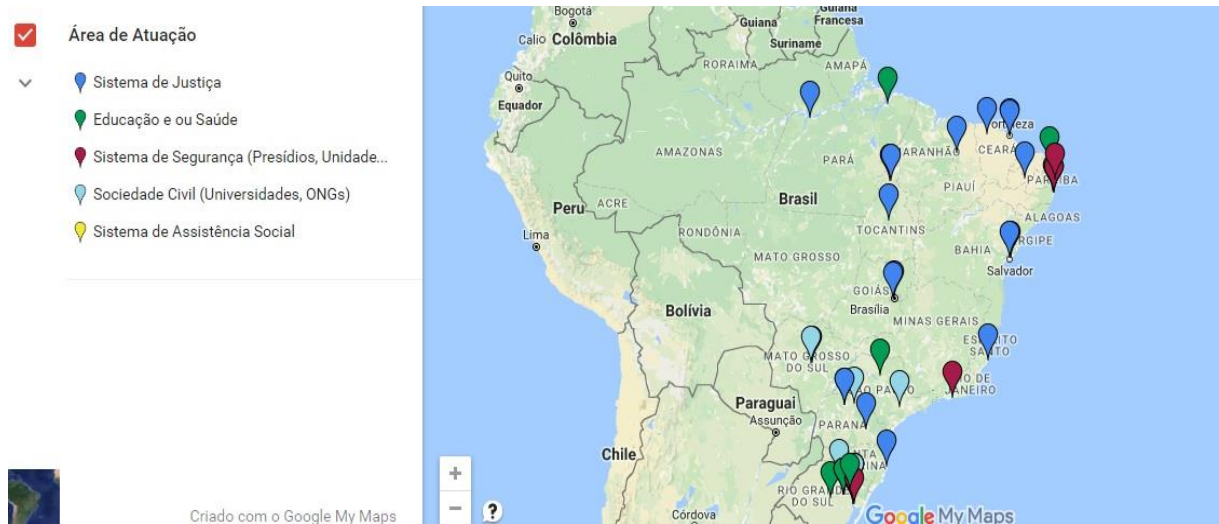 Área de Atuação
Sistema de Justiça
Educação e ou Saúde
Sistema de Segurança (Presídios, Unidade...
Sociedade Civil (Universidades, ONGs)
Sistema de Assistência Social
Criado com o Google My Maps
Bogotá
Calio Colômbia
Guiana
Guiana
Francesa
Suriname
RORAIMA
AMAPÁ
Quito
Equador
AMAZONAS
PARÁ
CEARÁ
PIAUÍ
Brasil
Peru
ACRE
ALAGOAS
Lima
RONDÔNIA
TOCANTINS
BAHIA
MATO GROSSO
Salvador
GOIÁS
Brasília
Bolívia
MINAS GERAIS
SANTO
MATO GROSSO
DO SUL
JANEIRO
Paraguai
Assunção
PARANÁ
Chile
RIO GRANDE
DO SUL
Córdova
+
−
?
Google My Maps